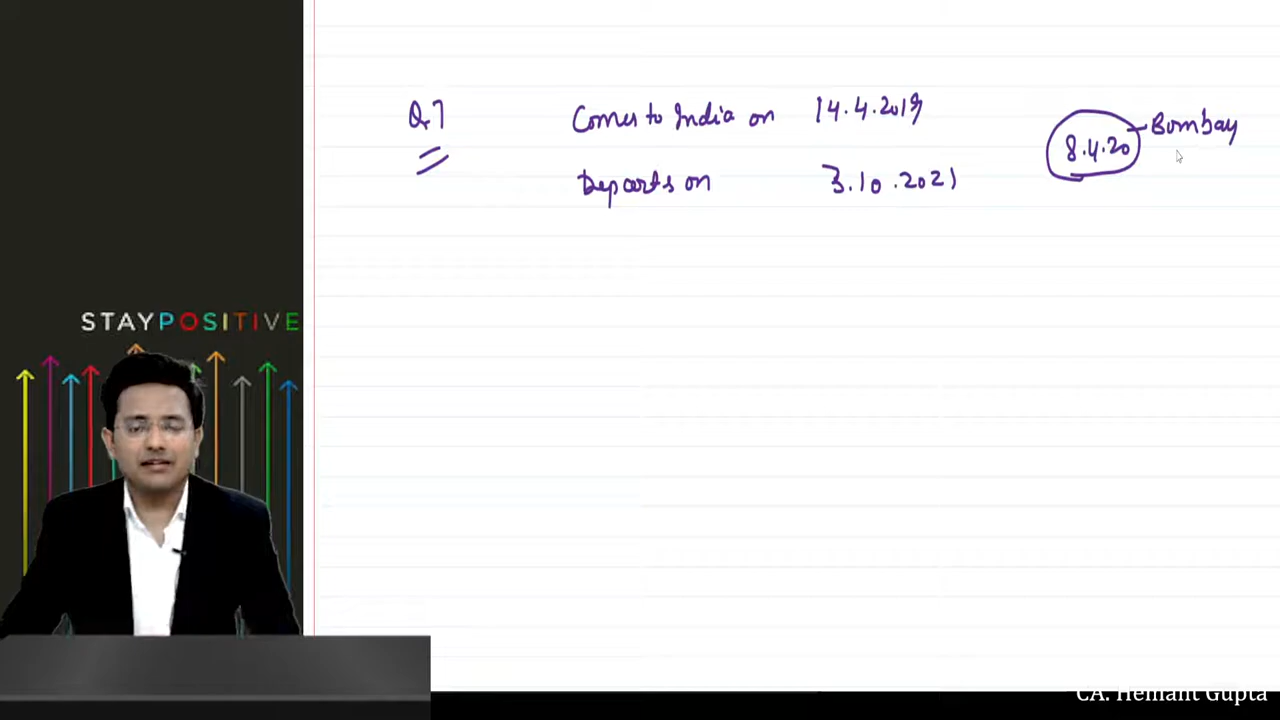 Q.7 Comes to India on 14.4.2019
8.4.20 Bombay
Departs on 3.10.2021
STAYPOSITIVE
CA. Hemant Gupta